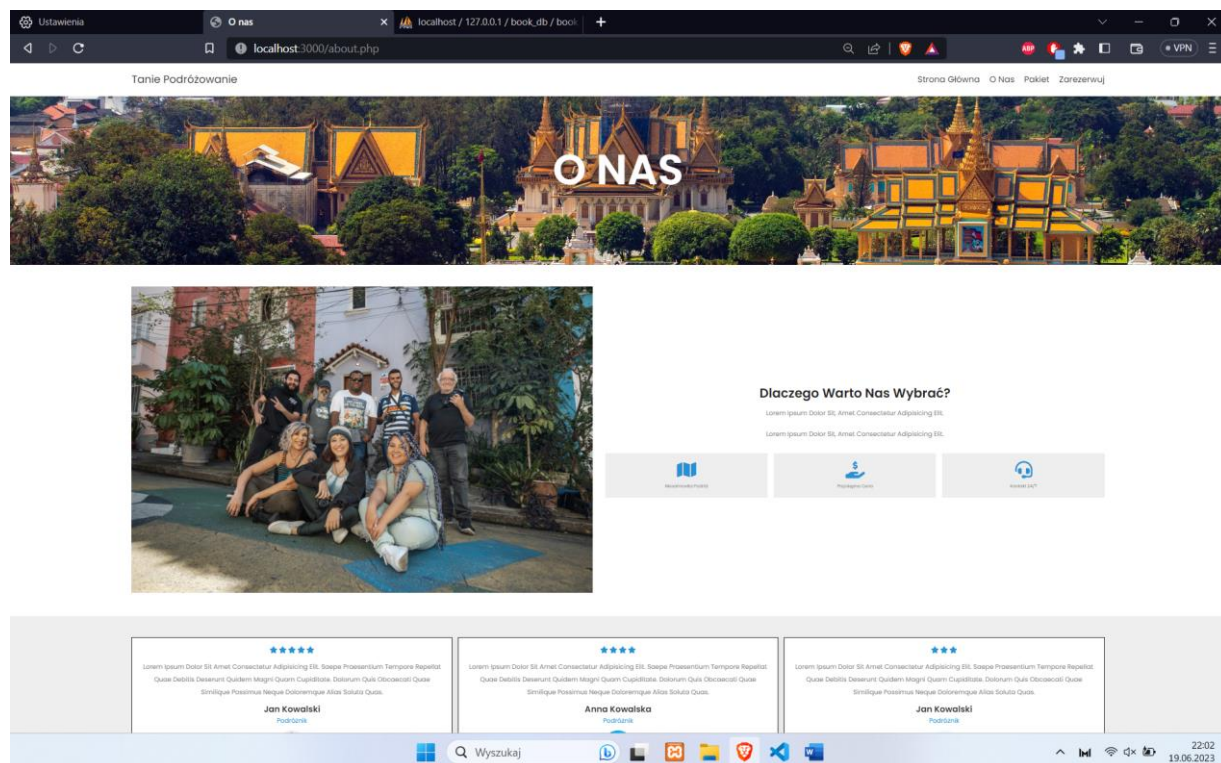 Ustawienia
O nas
localhost / 127.0.0.1 / book_db / book
localhost:3000/about.php
ABP
VPN
Tanie Podróżowanie
Strona Główna O Nas Pakiet Zarezerwuj
O NAS
Dlaczego Warto Nas Wybrać?
Lorem Ipsum Dolor Sit, Amet Consectetur Adipisicing Elit.
Lorem Ipsum Dolor Sit, Amet Consectetur Adipisicing Elit.
Lorem Ipsum Dolor Sit Amet Consectetur Adipisicing Elit. Saepe Praesentium Tempore Repellat
Quae Debitis Deserunt Quidem Magni Quam Cupiditate. Dolorum Quis Obcaecati Quae
Similique Possimus Neque Doloremque Alias Soluta Quas.
Jan Kowalski
Podróżnik
Lorem Ipsum Dolor Sit Amet Consectetur Adipisicing Elit. Saepe Praesentium Tempore Repellat
Quae Debitis Deserunt Quidem Magni Quam Cupiditate. Dolorum Quis Obcaecati Quae
Similique Possimus Neque Doloremque Alias Soluta Quas.
Anna Kowalska
Podróżnik
Lorem Ipsum Dolor Sit Amet Consectetur Adipisicing Elit. Saepe Praesentium Tempore Repellat
Quae Debitis Deserunt Quidem Magni Quam Cupiditate. Dolorum Quis Obcaecati Quae
Similique Possimus Neque Doloremque Alias Soluta Quas.
Jan Kowalski
Podróżnik
Wyszukaj
22:02
19.06.2023